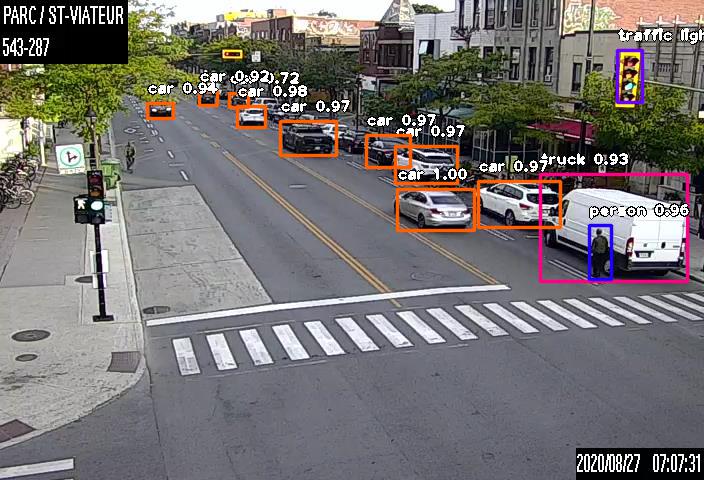 PARC / ST-VIATEUR
543-287
traffic ligh
car 0.92
0.72
car 0.94
car 0.98
car 0.97
car 0.97
car 0.97
car 0.97
truck 0.93
car 1.00
person 0.96
2020/08/27 07:07:31